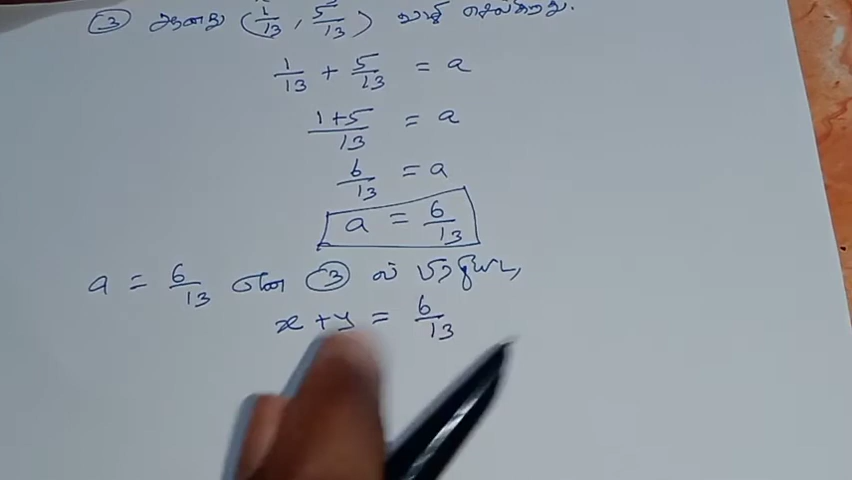 ③ ஆனது (1/13, 5/13) வழி செல்கிறது.
1/13 + 5/13 = a
1+5/13 = a
6/13 = a
a = 6/13
a = 6/13 என ③ ல் பிரதியிட,
x + y = 6/13